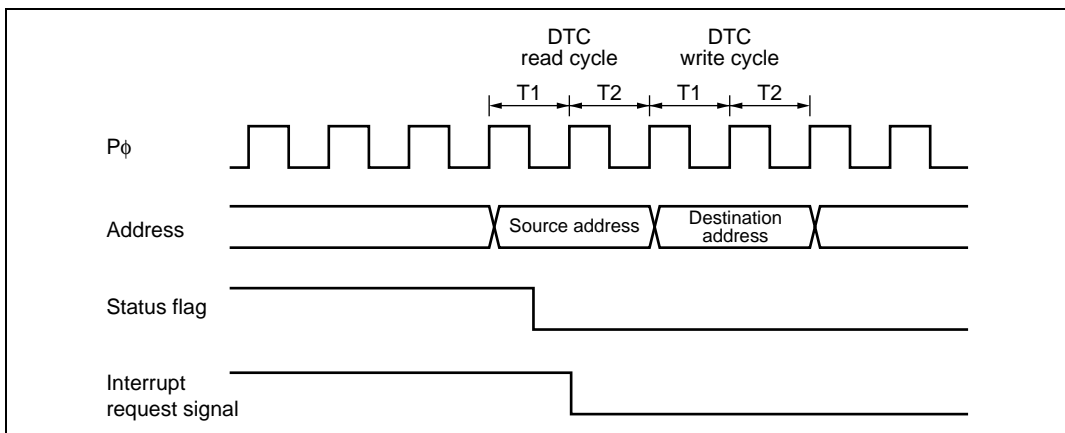 DTC
read cycle
DTC
write cycle
T1
T2
T1
T2
Pϕ
Address
Source address
Destination
address
Status flag
Interrupt
request signal